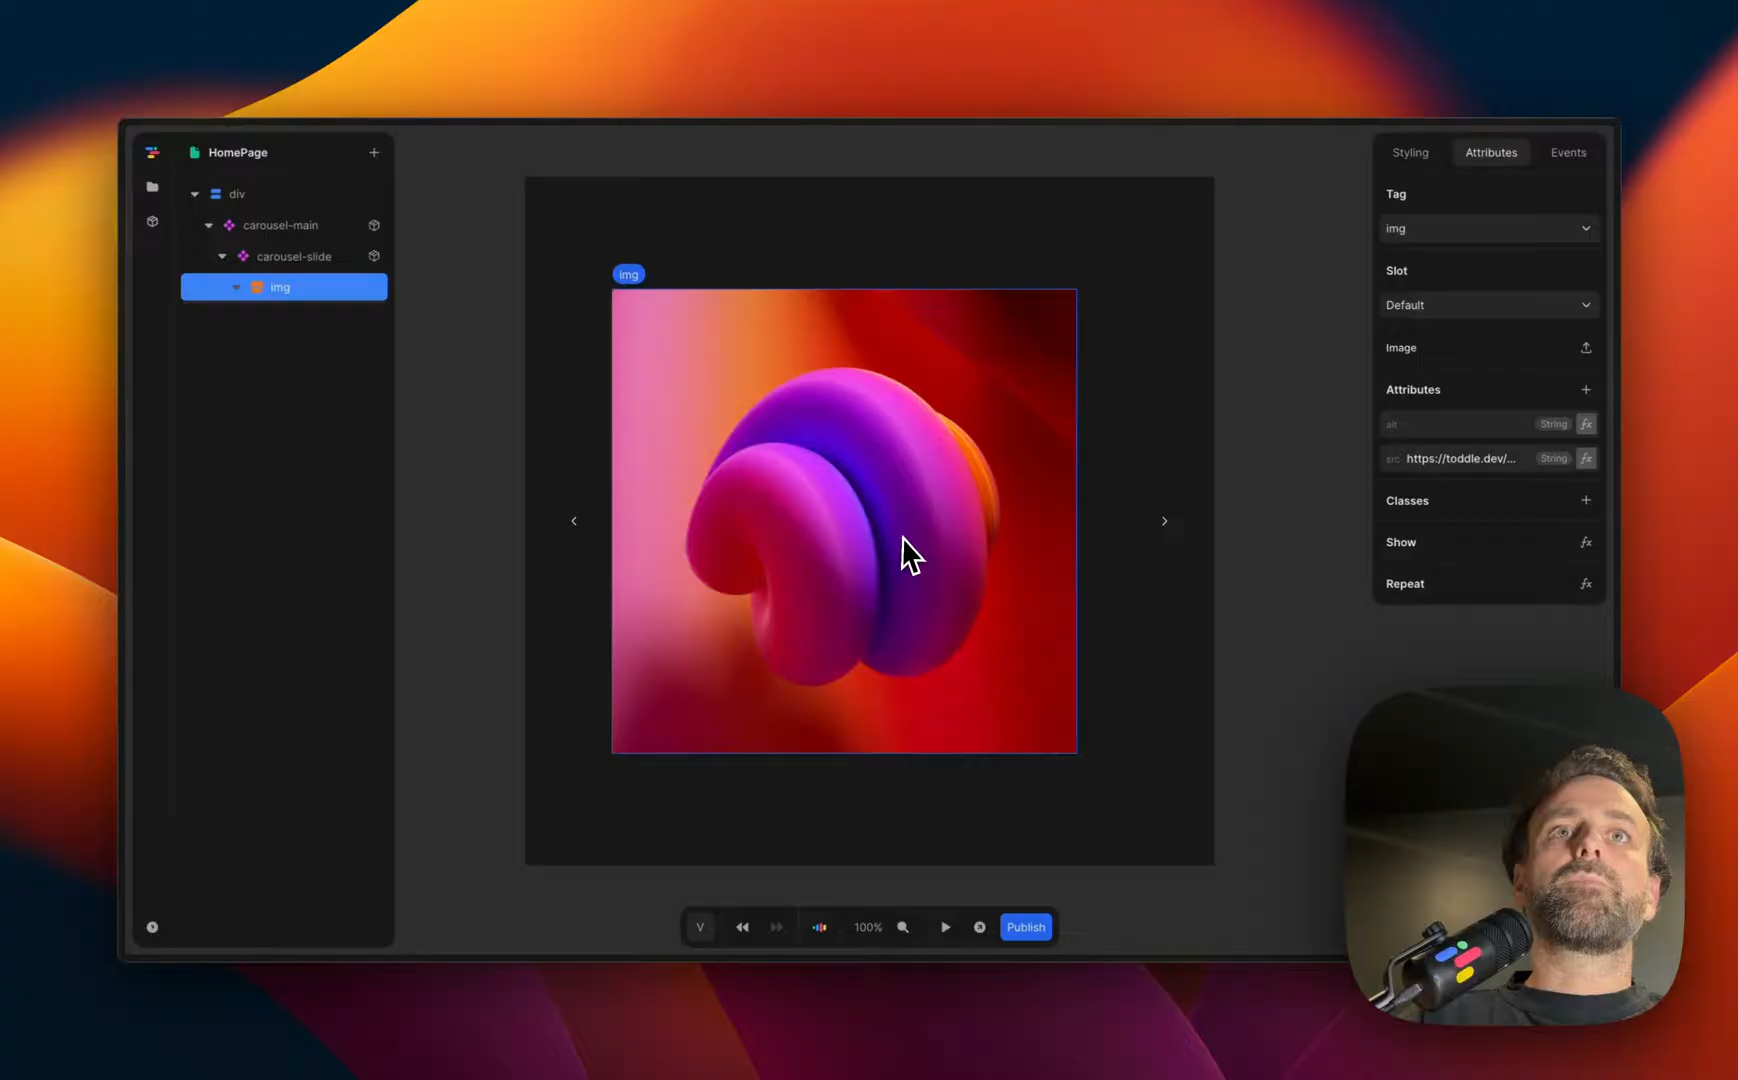 HomePage
div
carousel-main
carousel-slide
img
img
V
100%
Publish
Styling
Attributes
Events
Tag
img
Slot
Default
Image
Attributes
alt
String
fx
src
https://toddle.dev/...
String
fx
Classes
Show
fx
Repeat
fx